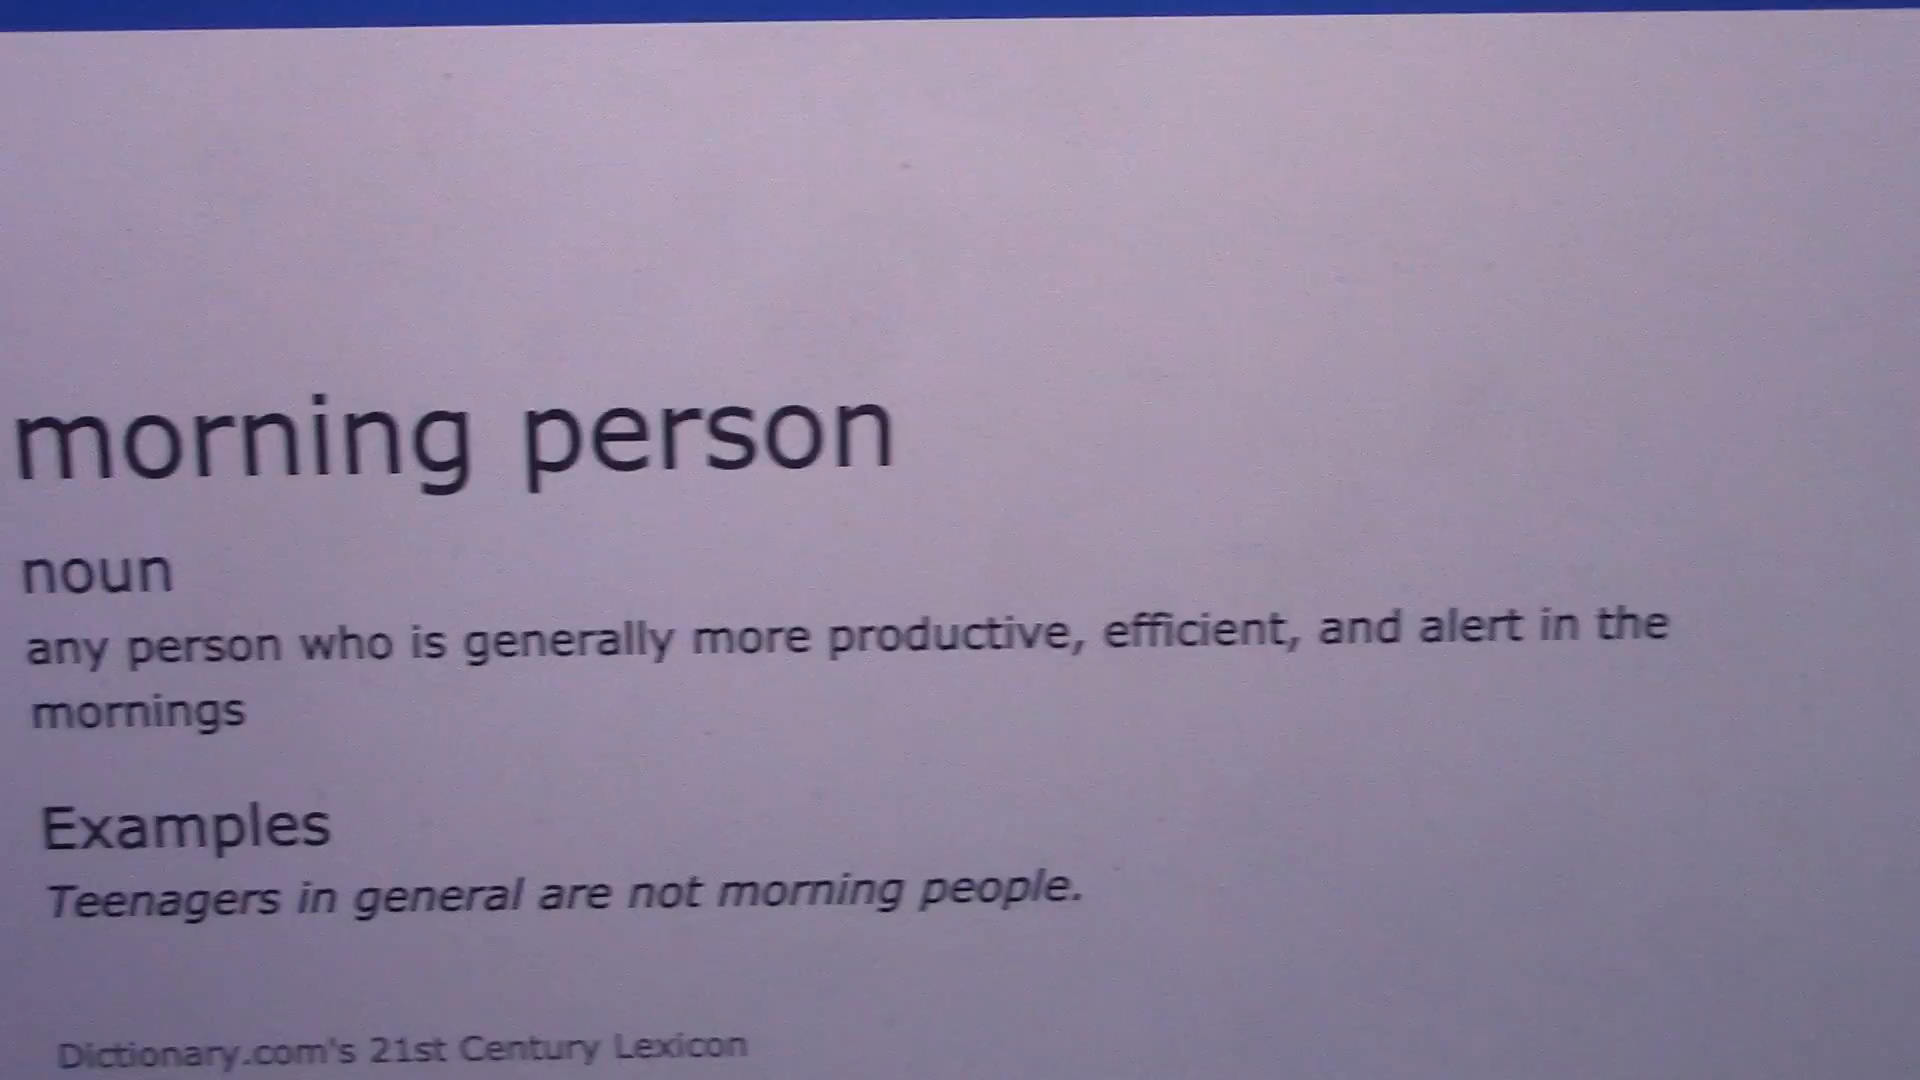 morning person
noun
any person who is generally more productive, efficient, and alert in the
mornings
Examples
Teenagers in general are not morning people.
Dictionary.com's 21st Century Lexicon